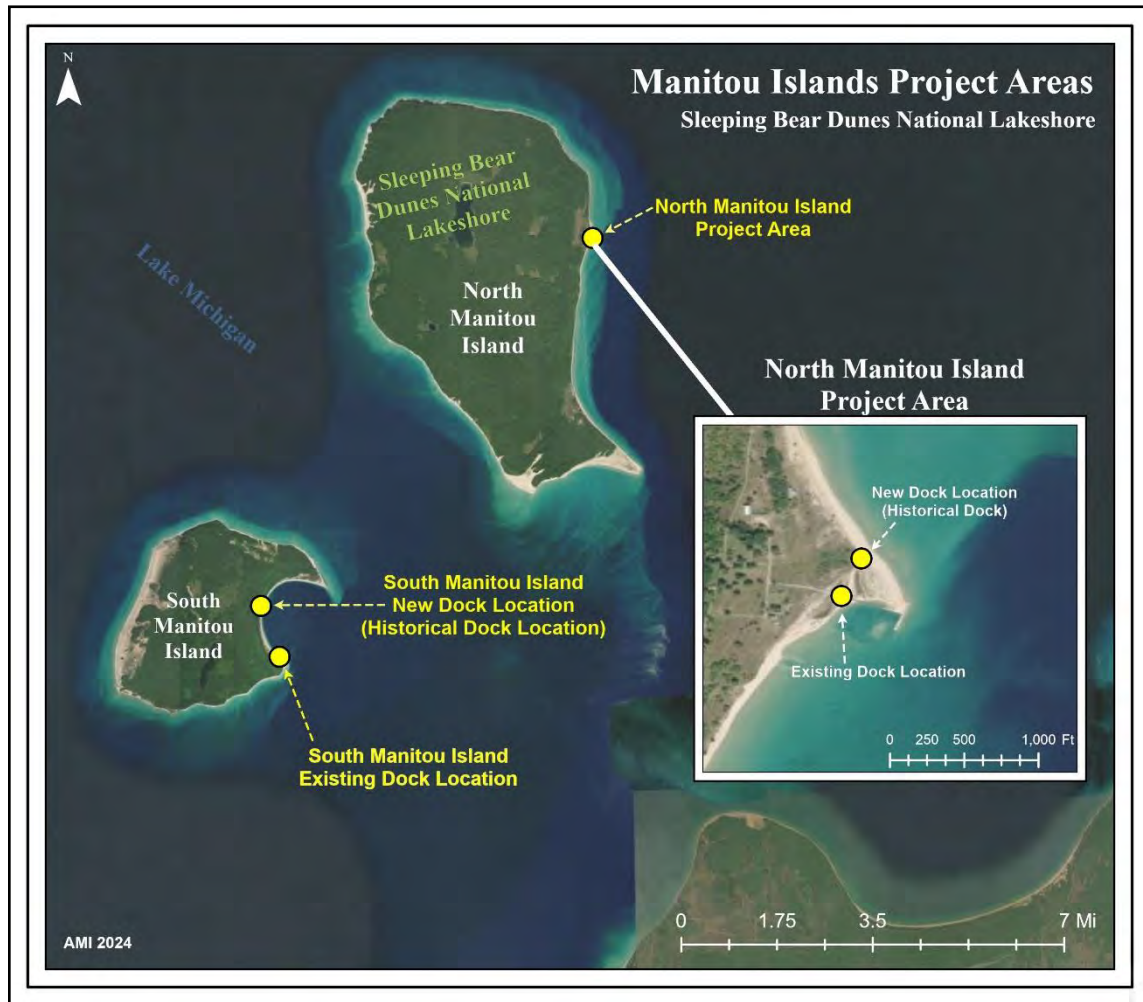 N
Manitou Islands Project Areas
Sleeping Bear Dunes National Lakeshore
Sleeping Bear
Dunes National
Lakeshore
North Manitou Island
Project Area
Lake Michigan
North
Manitou
Island
North Manitou Island
Project Area
New Dock Location
(Historical Dock)
Existing Dock Location
0 250 500 1,000 Ft
South Manitou Island
New Dock Location
(Historical Dock Location)
South
Manitou
Island
South Manitou Island
Existing Dock Location
0 1.75 3.5 7 Mi
AMI 2024